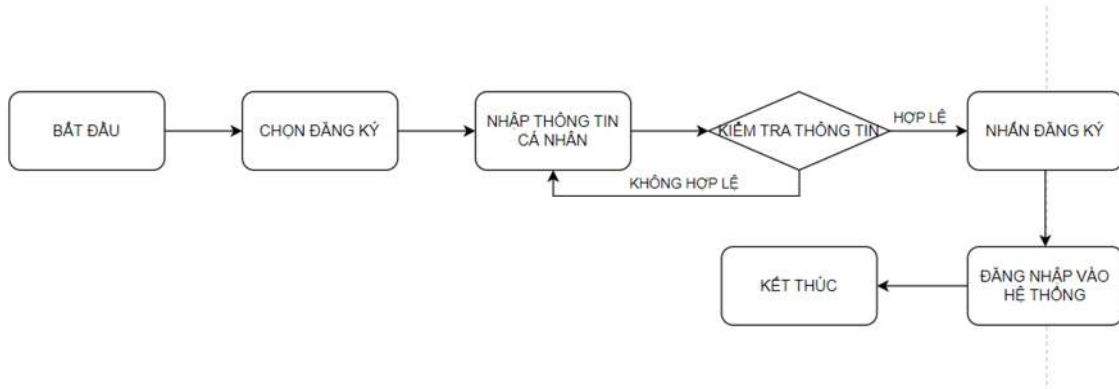 BẮT ĐẦU
CHỌN ĐĂNG KÝ
NHẬP THÔNG TIN
CÁ NHÂN
KIỂM TRA THÔNG TIN
HỢP LỆ
NHẤN ĐĂNG KÝ
KHÔNG HỢP LỆ
KẾT THÚC
ĐĂNG NHẬP VÀO
HỆ THỐNG